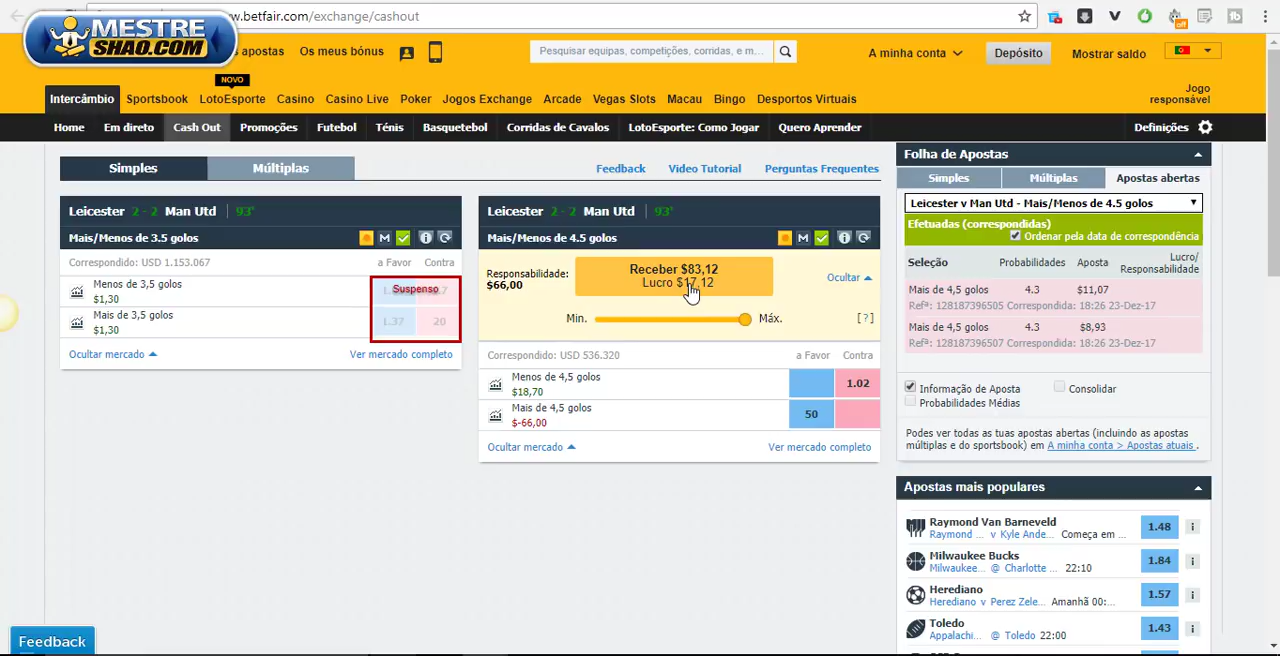 MESTRE
SHAO.COM
w.betfair.com/exchange/cashout
apostas
Os meus bónus
Pesquisar equipas, competições, corridas, e m...
A minha conta
Depósito
Mostrar saldo
NOVO
Intercâmbio
Sportsbook
LotoEsporte
Casino
Casino Live
Poker
Jogos Exchange
Arcade
Vegas Slots
Macau
Bingo
Desportos Virtuais
Jogo
responsável
Home
Em direto
Cash Out
Promoções
Futebol
Ténis
Basquetebol
Corridas de Cavalos
LotoEsporte: Como Jogar
Quero Aprender
Definições
Simples
Múltiplas
Feedback
Video Tutorial
Perguntas Frequentes
Leicester 2 - 2 Man Utd 93'
Mais/Menos de 3.5 golos
M
Correspondido: USD 1.153.067
a Favor
Contra
Menos de 3,5 golos
$1,30
Suspenso
Mais de 3,5 golos
$1,30
1.37
20
Ocultar mercado
Ver mercado completo
Leicester 2 - 2 Man Utd 93'
Mais/Menos de 4.5 golos
M
Responsabilidade:
$66,00
Receber $83,12
Lucro $17,12
Ocultar
Min.
Máx.
[?]
Correspondido: USD 536.320
a Favor
Contra
Menos de 4,5 golos
$18,70
1.02
Mais de 4,5 golos
$-66,00
50
Ocultar mercado
Ver mercado completo
Folha de Apostas
Simples
Múltiplas
Apostas abertas
Leicester v Man Utd - Mais/Menos de 4.5 golos
Efetuadas (correspondidas)
Ordenar pela data de correspondência
Seleção
Probabilidades
Aposta
Lucro/
Responsabilidade
Mais de 4,5 golos 4.3 $11,07
Refª: 128187396505 Correspondida: 18:26 23-Dez-17
Mais de 4,5 golos 4.3 $8,93
Refª: 128187396507 Correspondida: 18:26 23-Dez-17
Informação de Aposta
Consolidar
Probabilidades Médias
Podes ver todas as tuas apostas abertas (incluindo as apostas
múltiplas e do sportsbook) em A minha conta > Apostas atuais .
Apostas mais populares
Raymond Van Barneveld
Raymond ... v Kyle Ande... Começa em ...
1.48
i
Milwaukee Bucks
Milwaukee... @ Charlotte ... 22:10
1.84
i
Herediano
Herediano v Perez Zele... Amanhã 00:...
1.57
i
Toledo
Appalachi... @ Toledo 22:00
1.43
i
Feedback